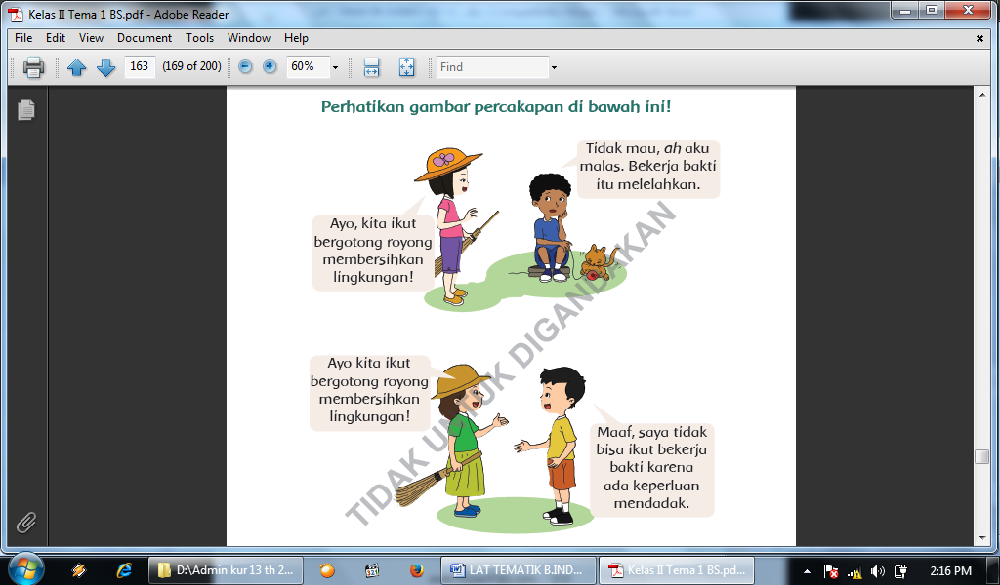 Kelas II Tema 1 BS.pdf - Adobe Reader
File Edit View Document Tools Window Help
163 (169 of 200) 60% Find
Perhatikan gambar percakapan di bawah ini!
Tidak mau, ah aku
malas. Bekerja bakti
itu melelahkan.
Ayo, kita ikut
bergotong royong
membersihkan
lingkungan!
Ayo kita ikut
bergotong royong
membersihkan
lingkungan!
Maaf, saya tidak
bisa ikut bekerja
bakti karena
ada keperluan
mendadak.
TIDAK UNTUK DIGANDAKAN
D:\Admin kur 13 th 2... LAT TEMATIK B.IND... Kelas II Tema 1 BS.pd... 2:16 PM